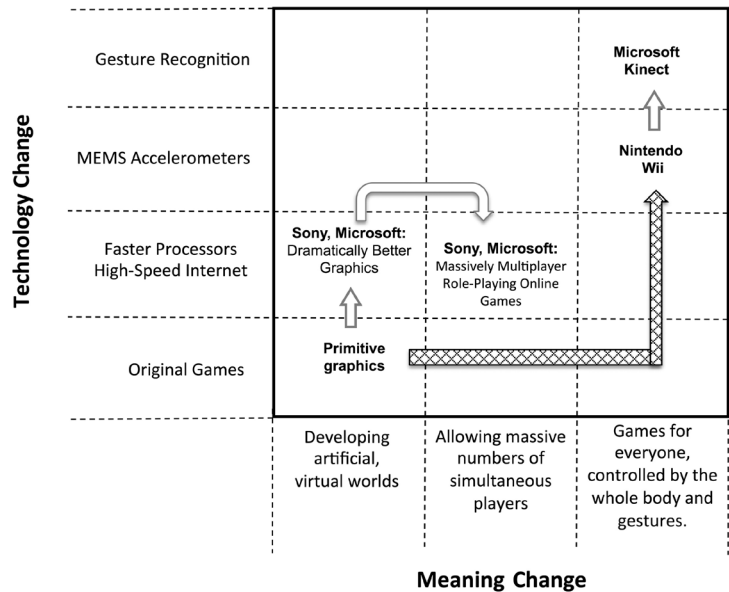 Technology Change
Gesture Recognition
Microsoft
Kinect
MEMS Accelerometers
Nintendo
Wii
Faster Processors
High-Speed Internet
Sony, Microsoft:
Dramatically Better
Graphics
Sony, Microsoft:
Massively Multiplayer
Role-Playing Online
Games
Original Games
Primitive
graphics
Developing
artificial,
virtual worlds
Allowing massive
numbers of
simultaneous
players
Games for
everyone,
controlled by the
whole body and
gestures.
Meaning Change